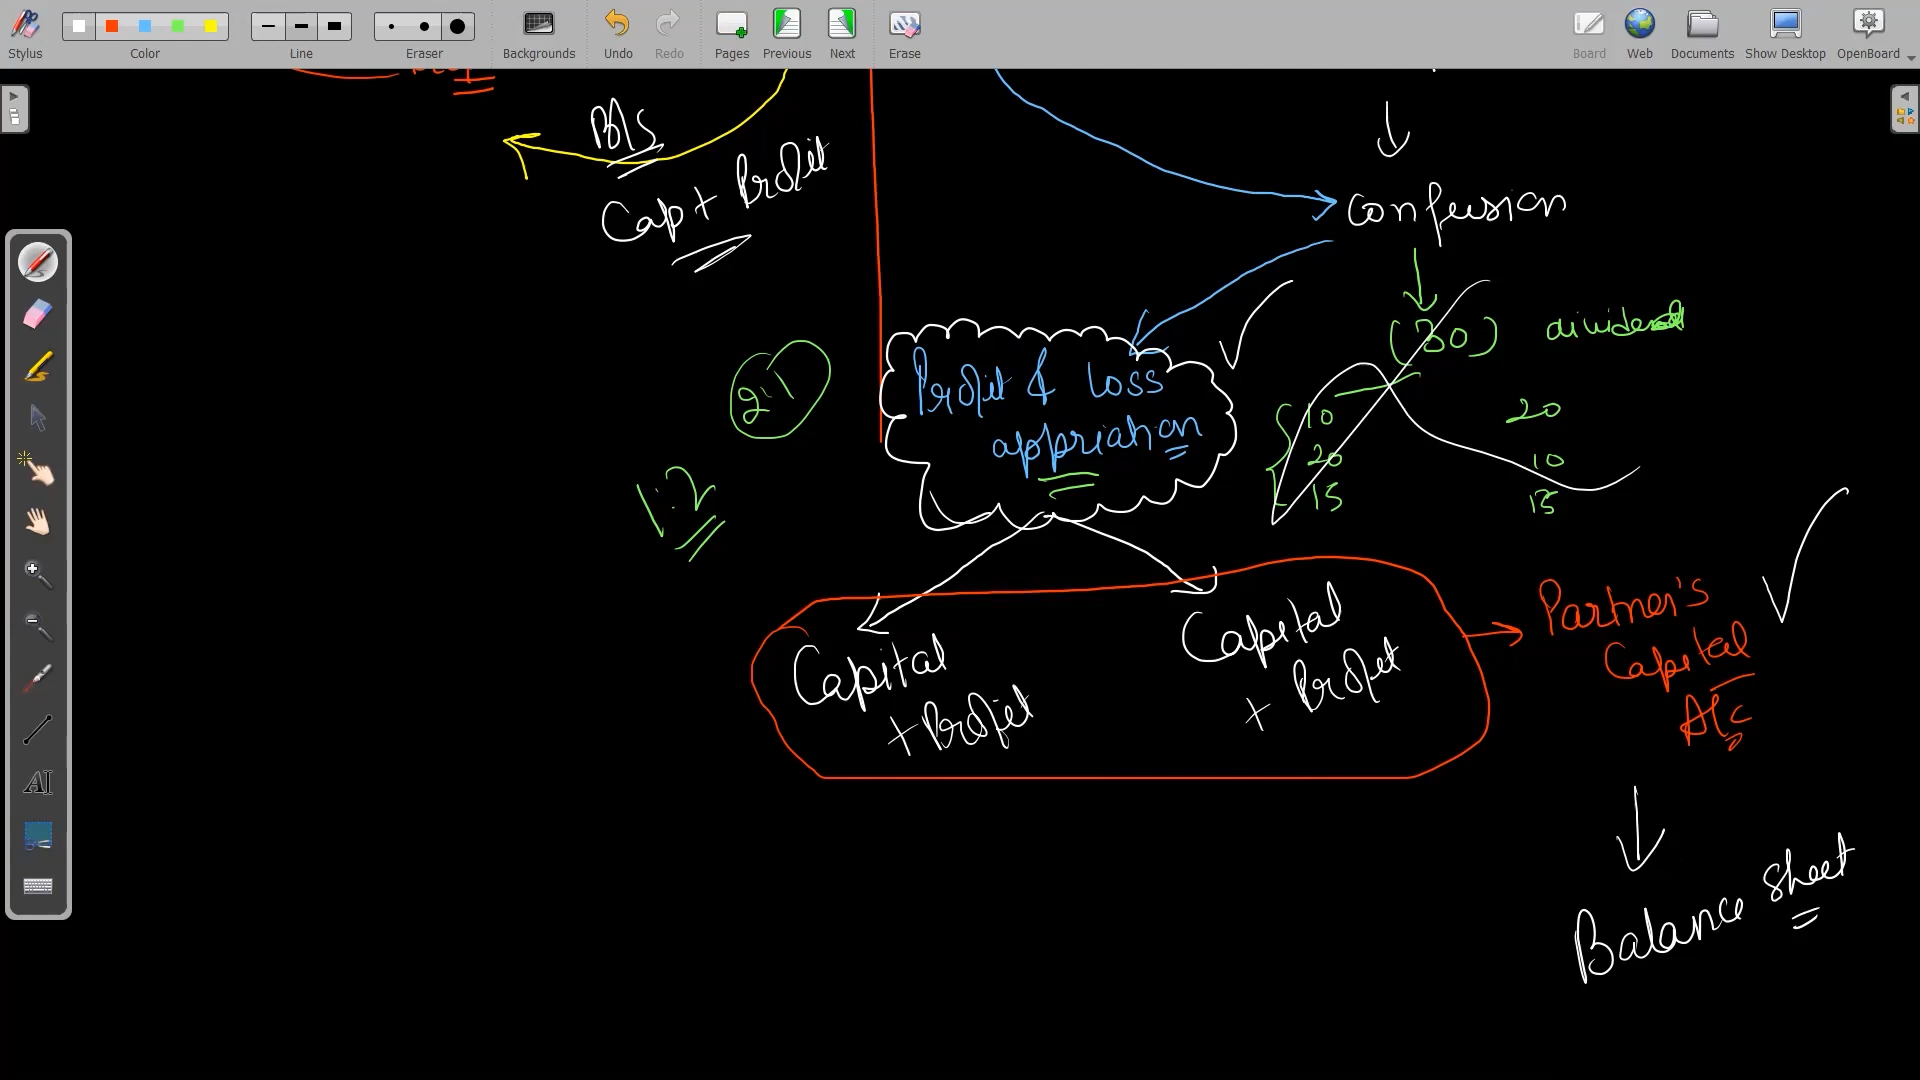 Stylus
Color
Line
Eraser
Backgrounds
Undo
Redo
Pages
Previous
Next
Erase
Board
Web
Documents
Show Desktop
OpenBoard
B/S
Cap + Profit
Confusion
(30) dividend
2:1
Profit & Loss
appriation
10 20
20 10
15 15
1:2
Capital
+ Profit
Capital
+ Profit
Partner's
Capital
A/c
Balance Sheet
AI